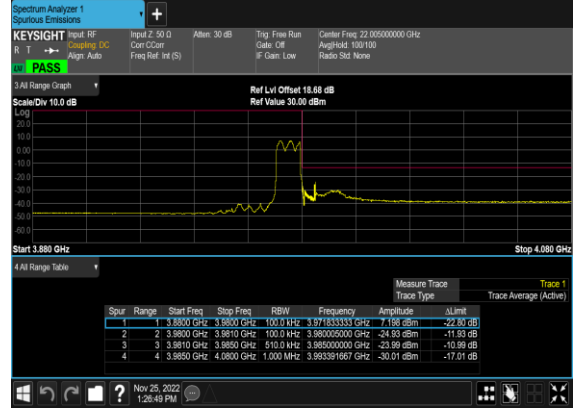 Spectrum Analyzer 1
Spurious Emissions
KEYSIGHT Input: RF Input Z: 50 Ω Atten: 30 dB Trig: Free Run Center Freq: 22.005000000 GHz
R T Coupling: DC Corr CCorr Gate: Off Avg|Hold: 100/100
Align: Auto Freq Ref: Int (S) IF Gain: Low Radio Std: None
PASS
3 All Range Graph
Ref Lvl Offset 18.68 dB
Scale/Div 10.0 dB Ref Value 30.00 dBm
Log
20.0
10.0
0.00
-10.0
-20.0
-30.0
-40.0
-50.0
-60.0
Start 3.880 GHz Stop 4.080 GHz
4 All Range Table
Measure Trace Trace 1
Trace Type Trace Average (Active)
Spur Range Start Freq Stop Freq RBW Frequency Amplitude ΔLimit
1 1 3.8800 GHz 3.9800 GHz 100.0 kHz 3.971833333 GHz 7.198 dBm -22.80 dB
2 2 3.9800 GHz 3.9810 GHz 100.0 kHz 3.980005000 GHz -24.93 dBm -11.93 dB
3 3 3.9810 GHz 3.9850 GHz 510.0 kHz 3.985000000 GHz -23.99 dBm -10.99 dB
4 4 3.9850 GHz 4.0800 GHz 1.000 MHz 3.993391667 GHz -30.01 dBm -17.01 dB
Nov 25, 2022
1:26:49 PM